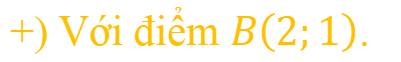 +) Với điểm B(2; 1).